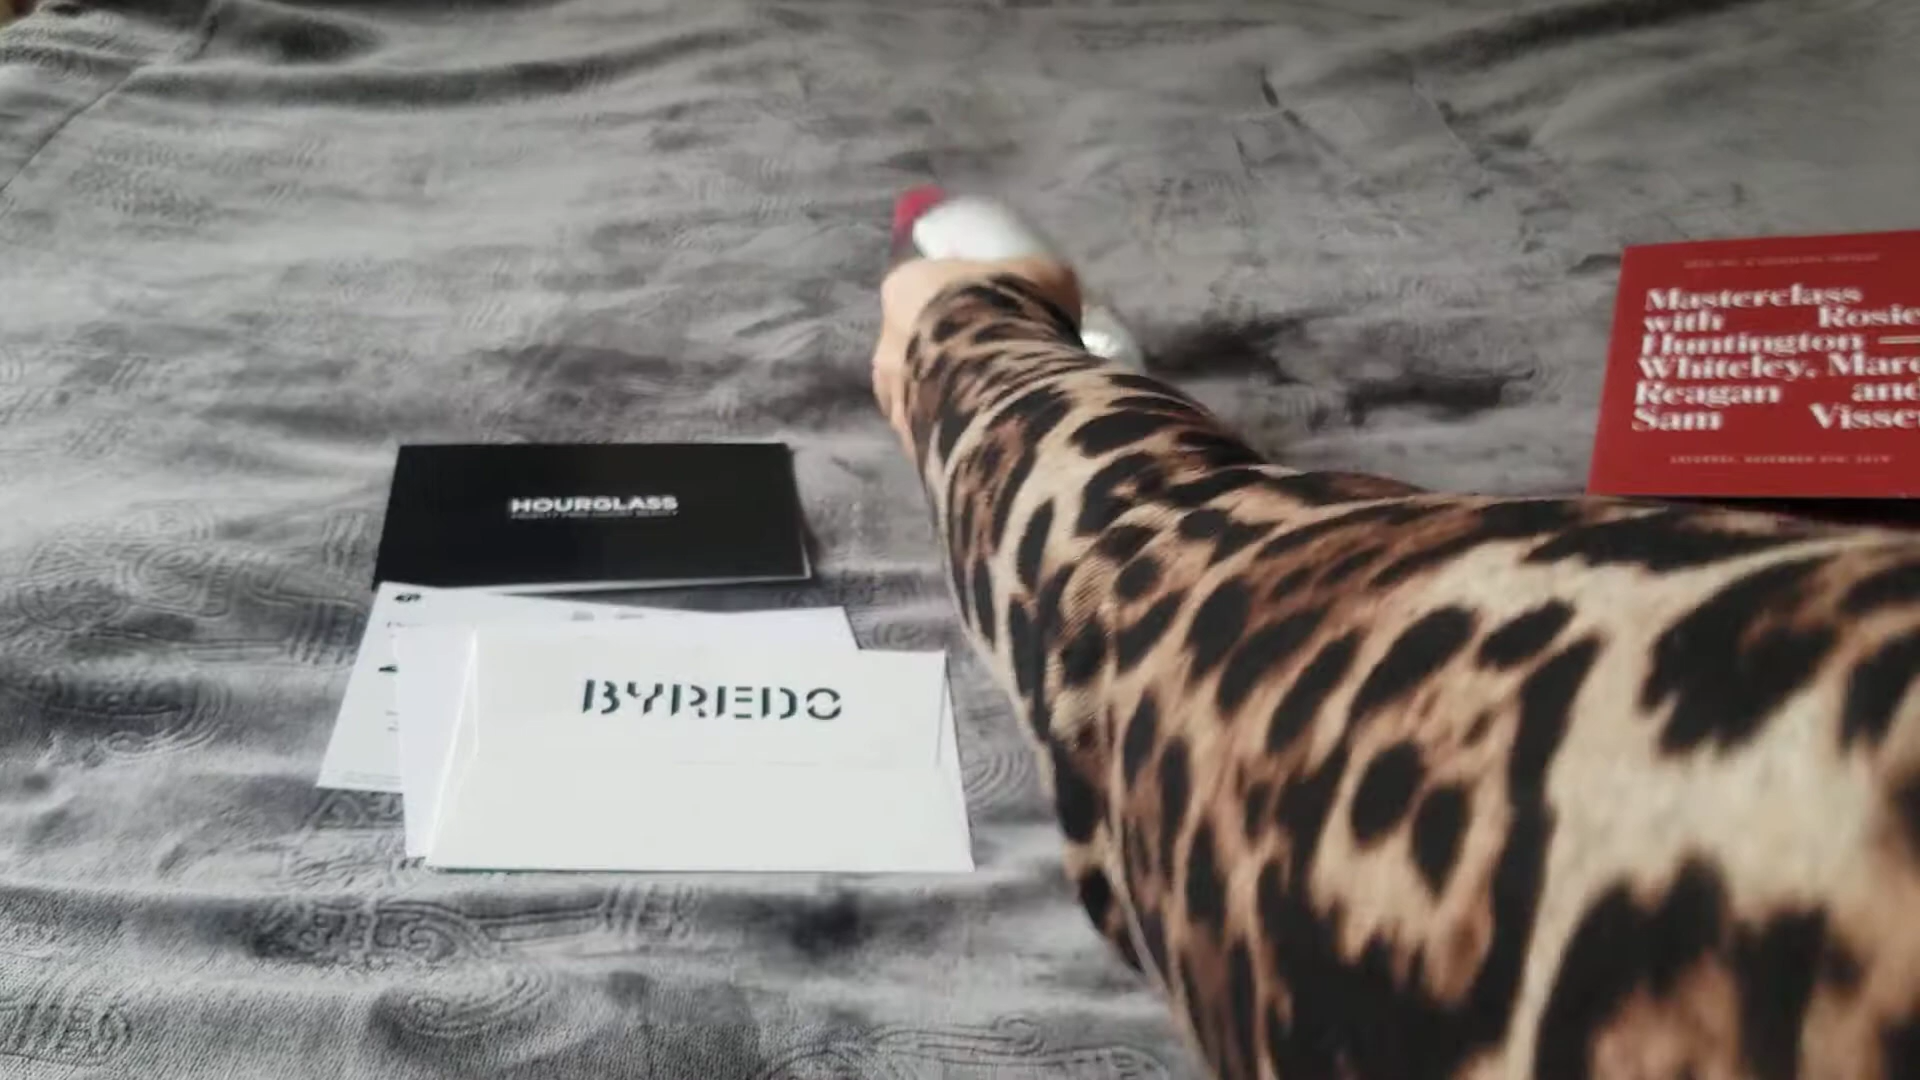 HOURGLASS
BYREDO
Masterclass
with Rosie
Huntington —
Whiteley, Marc
Reagan and
Sam Visser